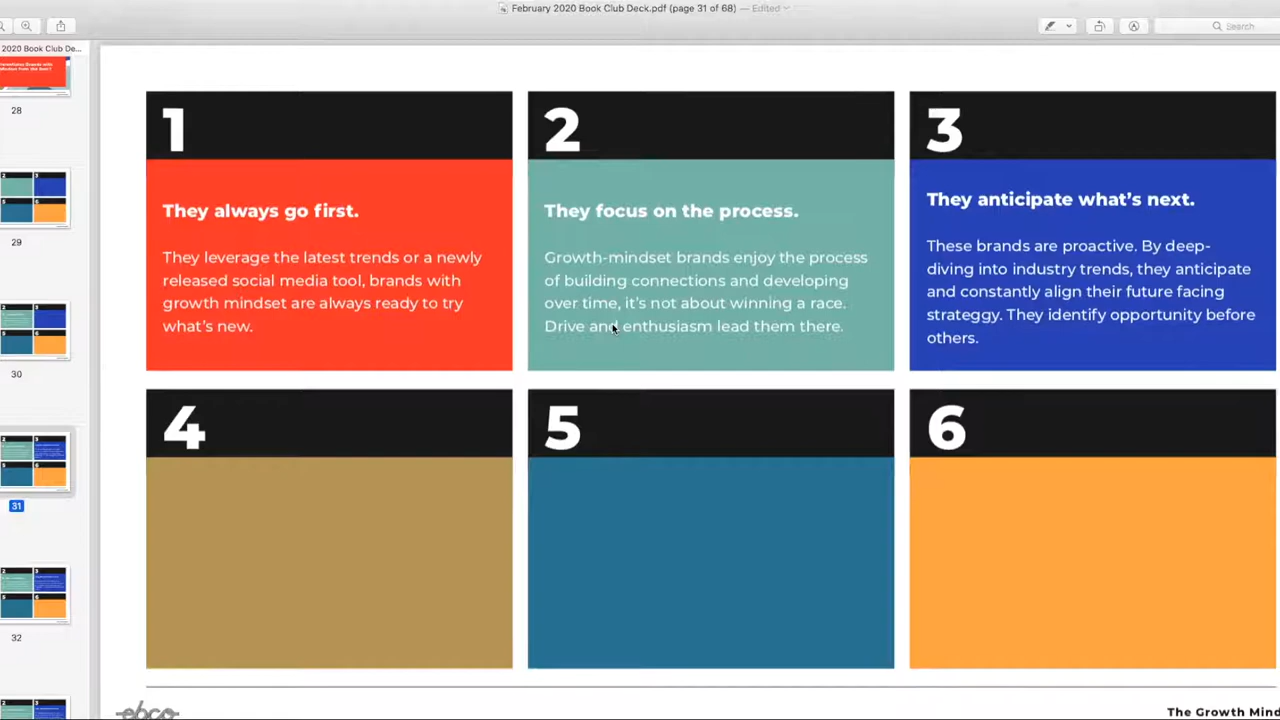 February 2020 Book Club Deck.pdf (page 31 of 68) — Edited
Search
2020 Book Club De...
28
29
30
31
32
1
They always go first.
They leverage the latest trends or a newly
released social media tool, brands with
growth mindset are always ready to try
what's new.
2
They focus on the process.
Growth-mindset brands enjoy the process
of building connections and developing
over time, it's not about winning a race.
Drive and enthusiasm lead them there.
3
They anticipate what's next.
These brands are proactive. By deep-
diving into industry trends, they anticipate
and constantly align their future facing
strateggy. They identify opportunity before
others.
4
5
6
ebco
The Growth Mind